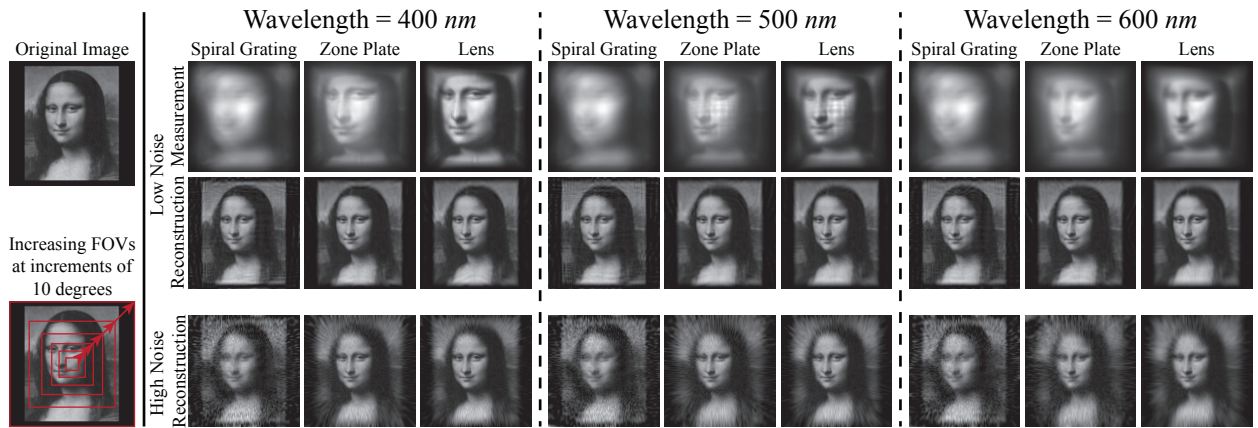 Wavelength = 400 nm
Wavelength = 500 nm
Wavelength = 600 nm
Original Image
Spiral Grating
Zone Plate
Lens
Spiral Grating
Zone Plate
Lens
Spiral Grating
Zone Plate
Lens
Low Noise
Measurement
Reconstruction
Increasing FOVs
at increments of
10 degrees
High Noise
Reconstruction